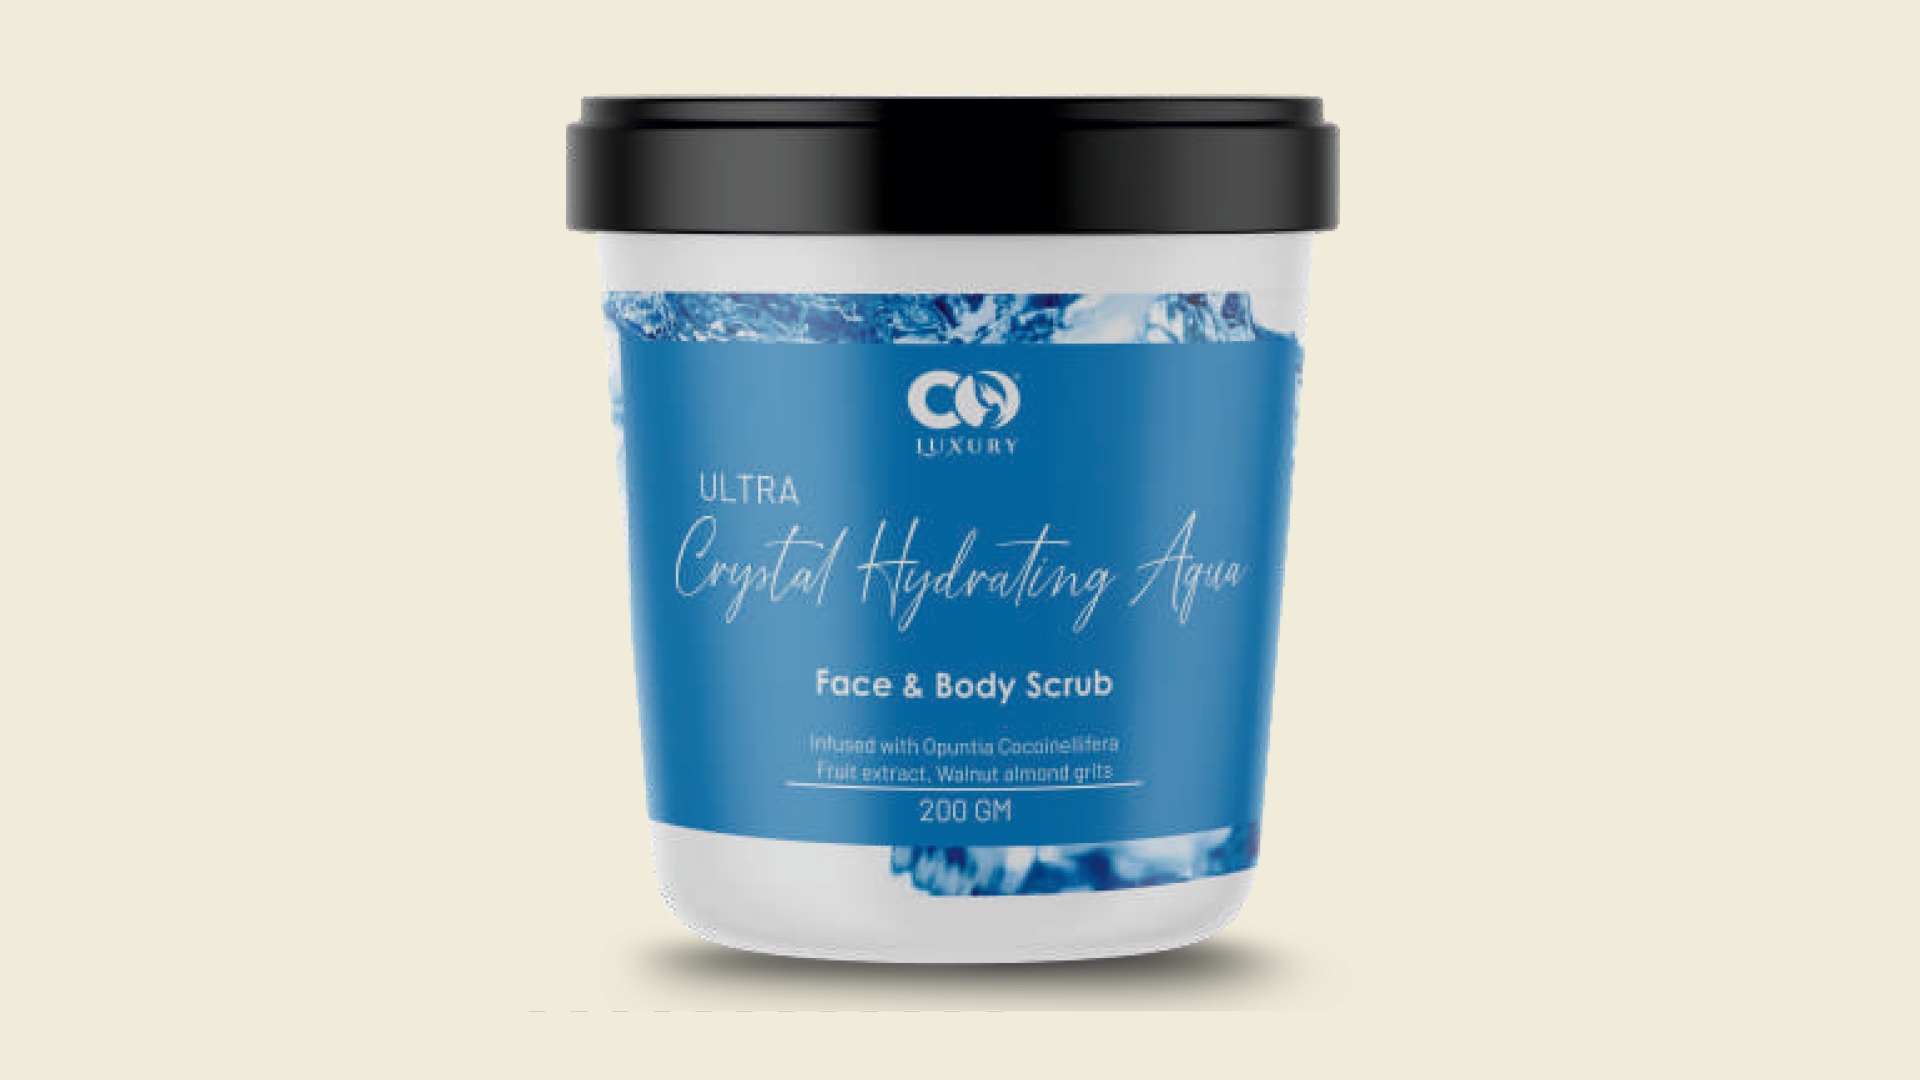 CO
LUXURY
ULTRA
Crystal Hydrating Aqua
Face & Body Scrub
Infused with Opuntia Cocoinellifera
Fruit extract, Walnut almond grits
200 GM